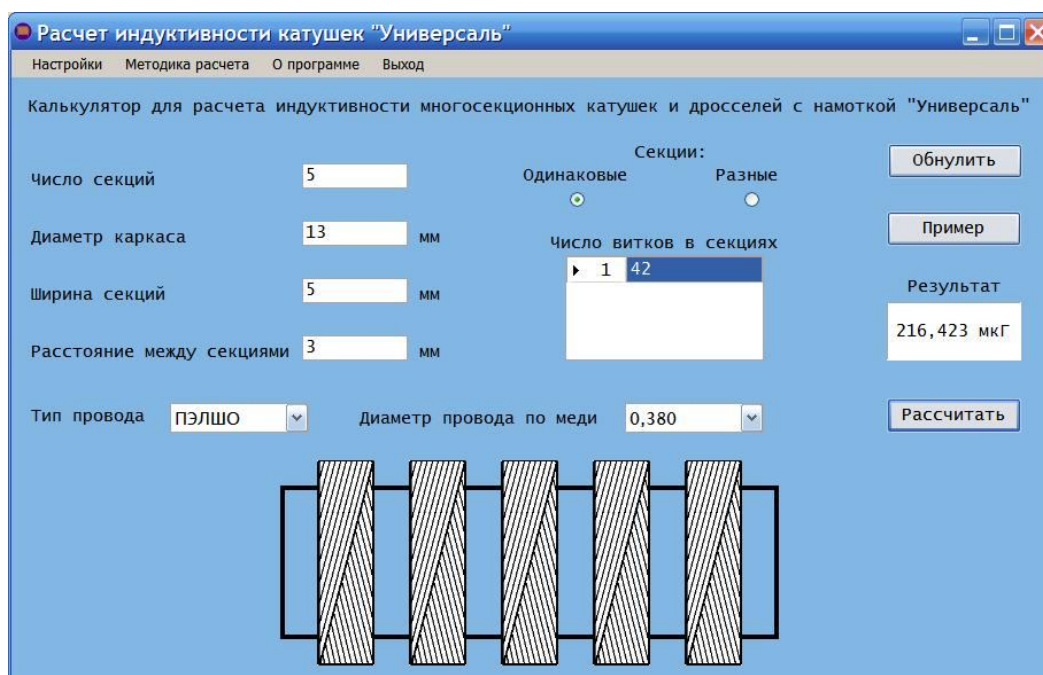 Расчет индуктивности катушек "Универсаль"
Настройки Методика расчета О программе Выход
Калькулятор для расчета индуктивности многосекционных катушек и дросселей с намоткой "Универсаль"
Секции:
Одинаковые Разные
Обнулить
Число секций 5
Диаметр каркаса 13 мм
Число витков в секциях
1 42
Пример
Ширина секций 5 мм
Результат
216,423 мкГ
Расстояние между секциями 3 мм
Тип провода ПЭЛШО Диаметр провода по меди 0,380
Рассчитать